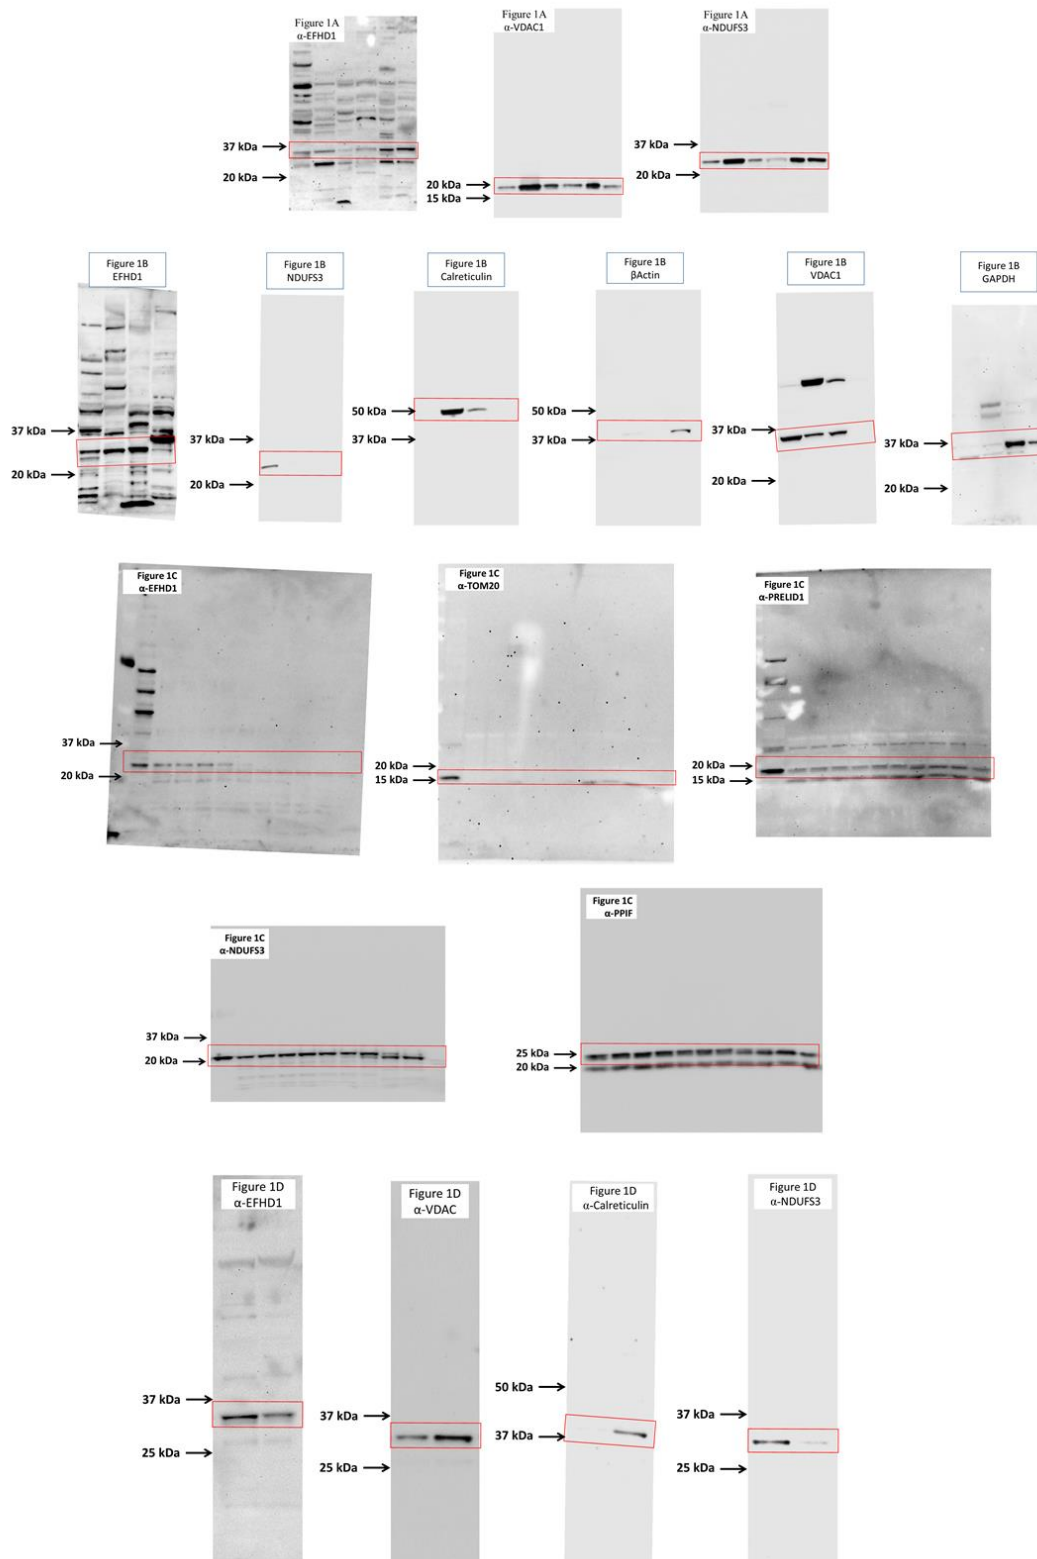 Figure 1A
α-EFHD1
37 kDa
20 kDa
Figure 1A
α-VDAC1
20 kDa
15 kDa
Figure 1A
α-NDUFS3
37 kDa
20 kDa
Figure 1B
EFHD1
37 kDa
20 kDa
Figure 1B
NDUFS3
37 kDa
20 kDa
Figure 1B
Calreticulin
50 kDa
37 kDa
Figure 1B
βActin
50 kDa
37 kDa
Figure 1B
VDAC1
37 kDa
20 kDa
Figure 1B
GAPDH
37 kDa
20 kDa
Figure 1C
α-EFHD1
37 kDa
20 kDa
Figure 1C
α-TOM20
20 kDa
15 kDa
Figure 1C
α-PRELID1
20 kDa
15 kDa
Figure 1C
α-NDUFS3
37 kDa
20 kDa
Figure 1C
α-PPIF
25 kDa
20 kDa
Figure 1D
α-EFHD1
37 kDa
25 kDa
Figure 1D
α-VDAC
37 kDa
25 kDa
Figure 1D
α-Calreticulin
50 kDa
37 kDa
Figure 1D
α-NDUFS3
37 kDa
25 kDa